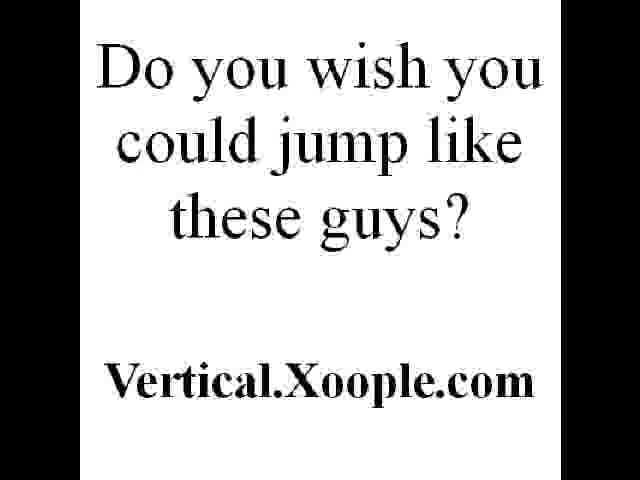 Do you wish you
could jump like
these guys?
Vertical.Xoople.com